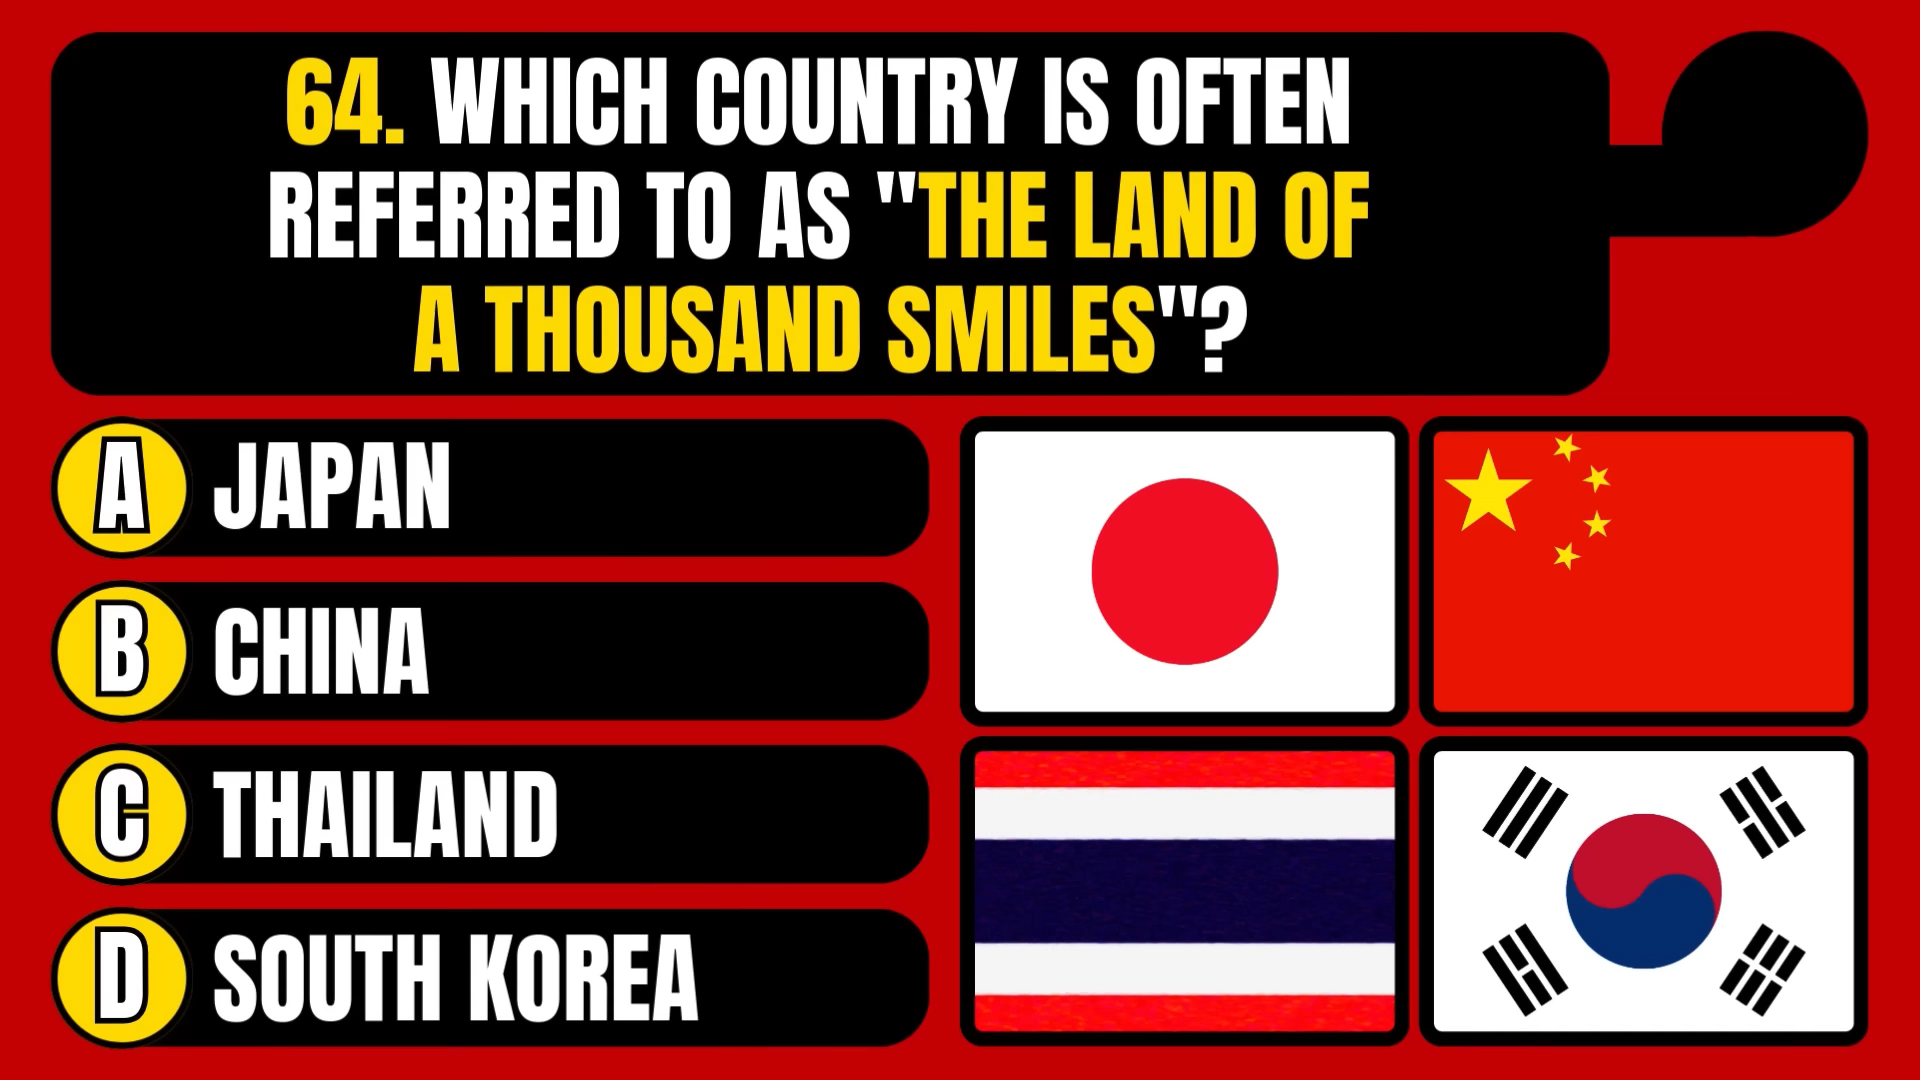 64. WHICH COUNTRY IS OFTEN
REFERRED TO AS "THE LAND OF
A THOUSAND SMILES"?
A JAPAN
B CHINA
C THAILAND
D SOUTH KOREA